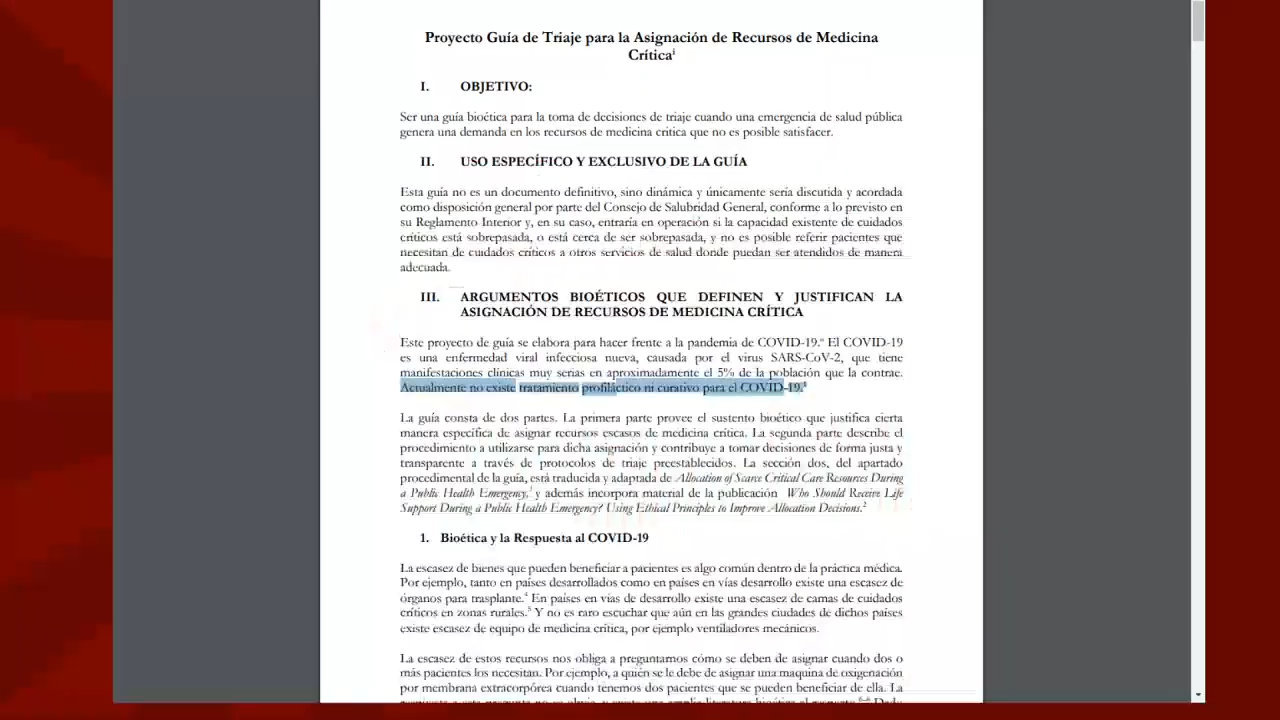 Proyecto Guía de Triaje para la Asignación de Recursos de Medicina
Críticaⁱ
I. OBJETIVO:
Ser una guía bioética para la toma de decisiones de triaje cuando una emergencia de salud pública
genera una demanda en los recursos de medicina critica que no es posible satisfacer.
II. USO ESPECÍFICO Y EXCLUSIVO DE LA GUÍA
Esta guía no es un documento definitivo, sino dinámica y únicamente sería discutida y acordada
como disposición general por parte del Consejo de Salubridad General, conforme a lo previsto en
su Reglamento Interior y, en su caso, entraría en operación si la capacidad existente de cuidados
críticos está sobrepasada, o está cerca de ser sobrepasada, y no es posible referir pacientes que
necesitan de cuidados críticos a otros servicios de salud donde puedan ser atendidos de manera
adecuada.
III. ARGUMENTOS BIOÉTICOS QUE DEFINEN Y JUSTIFICAN LA
ASIGNACIÓN DE RECURSOS DE MEDICINA CRÍTICA
Este proyecto de guía se elabora para hacer frente a la pandemia de COVID-19. El COVID-19
es una enfermedad viral infecciosa nueva, causada por el virus SARS-CoV-2, que tiene
manifestaciones clínicas muy serias en aproximadamente el 5% de la población que la contrae.
Actualmente no existe tratamiento profiláctico ni curativo para el COVID-19.
La guía consta de dos partes. La primera parte provee el sustento bioético que justifica cierta
manera específica de asignar recursos escasos de medicina crítica. La segunda parte describe el
procedimiento a utilizarse para dicha asignación y contribuye a tomar decisiones de forma justa y
transparente a través de protocolos de triaje preestablecidos. La sección dos, del apartado
procedimental de la guía, está traducida y adaptada de Allocation of Scarce Critical Care Resources During
a Public Health Emergency, y además incorpora material de la publicación Who Should Receive Life
Support During a Public Health Emergency? Using Ethical Principles to Improve Allocation Decisions.²
1. Bioética y la Respuesta al COVID-19
La escasez de bienes que pueden beneficiar a pacientes es algo común dentro de la práctica médica.
Por ejemplo, tanto en países desarrollados como en países en vías desarrollo existe una escasez de
órganos para trasplante.⁴ En países en vías de desarrollo existe una escasez de camas de cuidados
críticos en zonas rurales.⁵ Y no es raro escuchar que aún en las grandes ciudades de dichos países
existe escasez de equipo de medicina crítica, por ejemplo ventiladores mecánicos.
La escasez de estos recursos nos obliga a preguntarnos cómo se deben de asignar cuando dos o
más pacientes los necesitan. Por ejemplo, a quién se le debe de asignar una maquina de oxigenación
por membrana extracorpórea cuando tenemos dos pacientes que se pueden beneficiar de ella. La